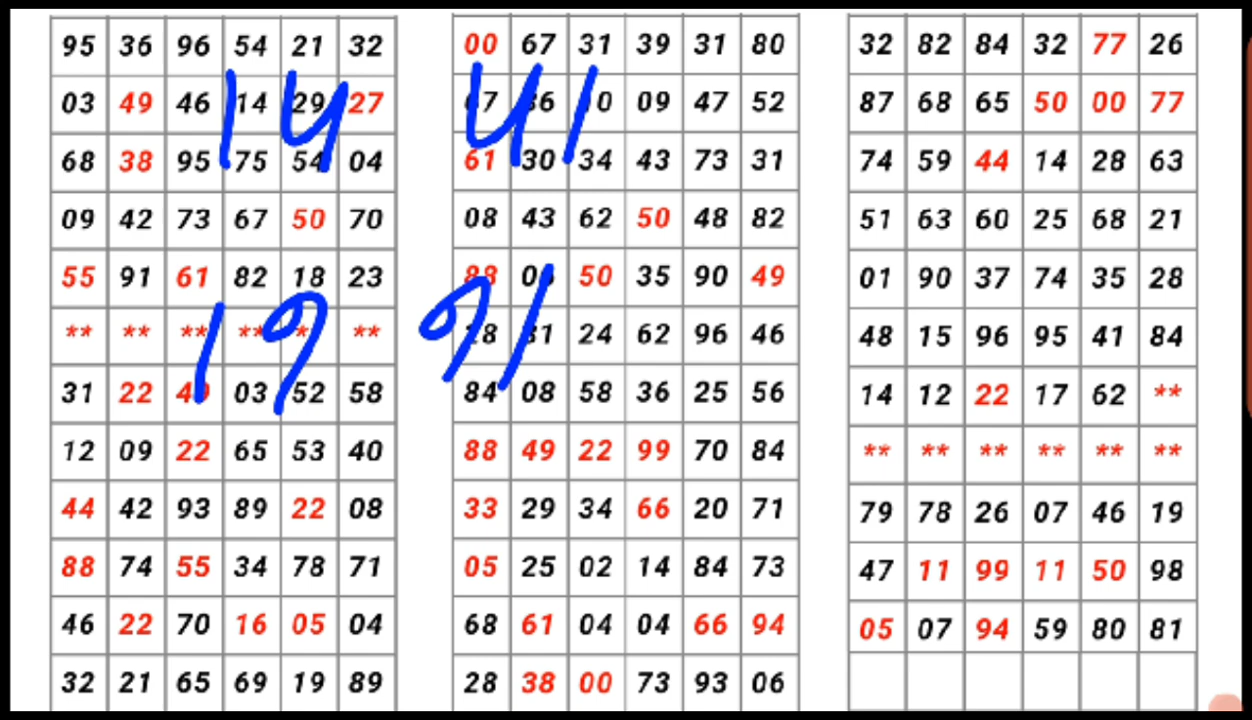 95 36 96 54 21 32
03 49 46 14 29 27
68 38 95 75 54 04
09 42 73 67 50 70
55 91 61 82 18 23
** ** ** ** ** **
31 22 49 03 52 58
12 09 22 65 53 40
44 42 93 89 22 08
88 74 55 34 78 71
46 22 70 16 05 04
32 21 65 69 19 89
14
19
00 67 31 39 31 80
09 47 52
61 30 34 43 73 31
08 43 62 50 48 82
88 50 35 90 49
24 62 96 46
84 08 58 36 25 56
88 49 22 99 70 84
33 29 34 66 20 71
05 25 02 14 84 73
68 61 04 04 66 94
28 38 00 73 93 06
41
91
32 82 84 32 77 26
87 68 65 50 00 77
74 59 44 14 28 63
51 63 60 25 68 21
01 90 37 74 35 28
48 15 96 95 41 84
14 12 22 17 62 **
** ** ** ** ** **
79 78 26 07 46 19
47 11 99 11 50 98
05 07 94 59 80 81